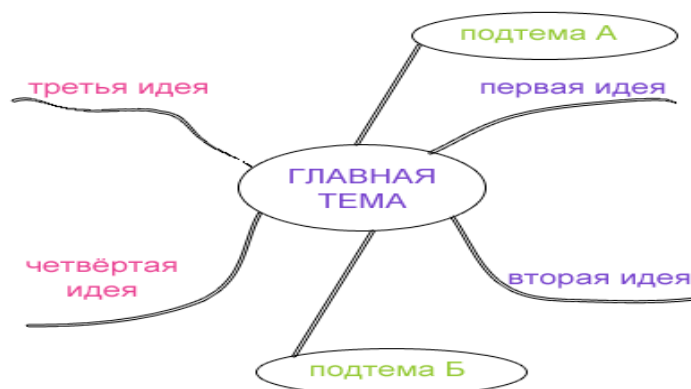 подтема А
третья идея
первая идея
ГЛАВНАЯ
ТЕМА
четвёртая
идея
вторая идея
подтема Б